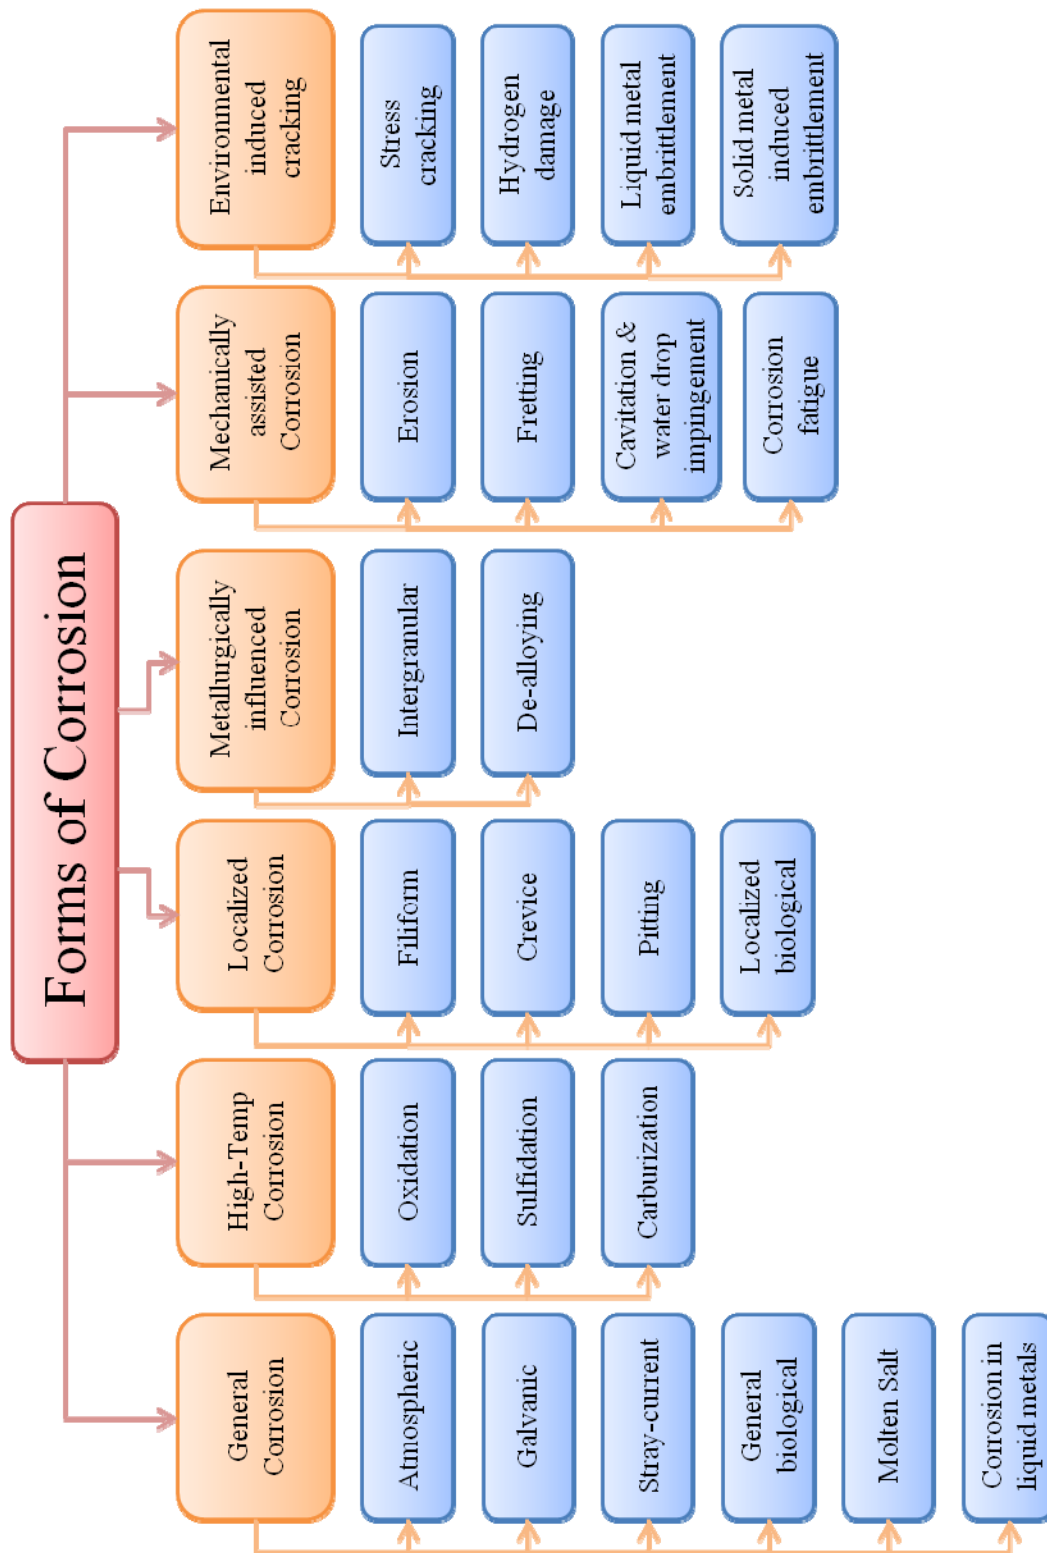 Forms of Corrosion
General
Corrosion
Atmospheric
Galvanic
Stray-current
General
biological
Molten Salt
Corrosion in
liquid metals
High-Temp
Corrosion
Oxidation
Sulfidation
Carburization
Localized
Corrosion
Filiform
Crevice
Pitting
Localized
biological
Metallurgically
influenced
Corrosion
Intergranular
De-alloying
Mechanically
assisted
Corrosion
Erosion
Fretting
Cavitation &
water drop
impingement
Corrosion
fatigue
Environmental
induced
cracking
Stress
cracking
Hydrogen
damage
Liquid metal
embrittlement
Solid metal
induced
embrittlement